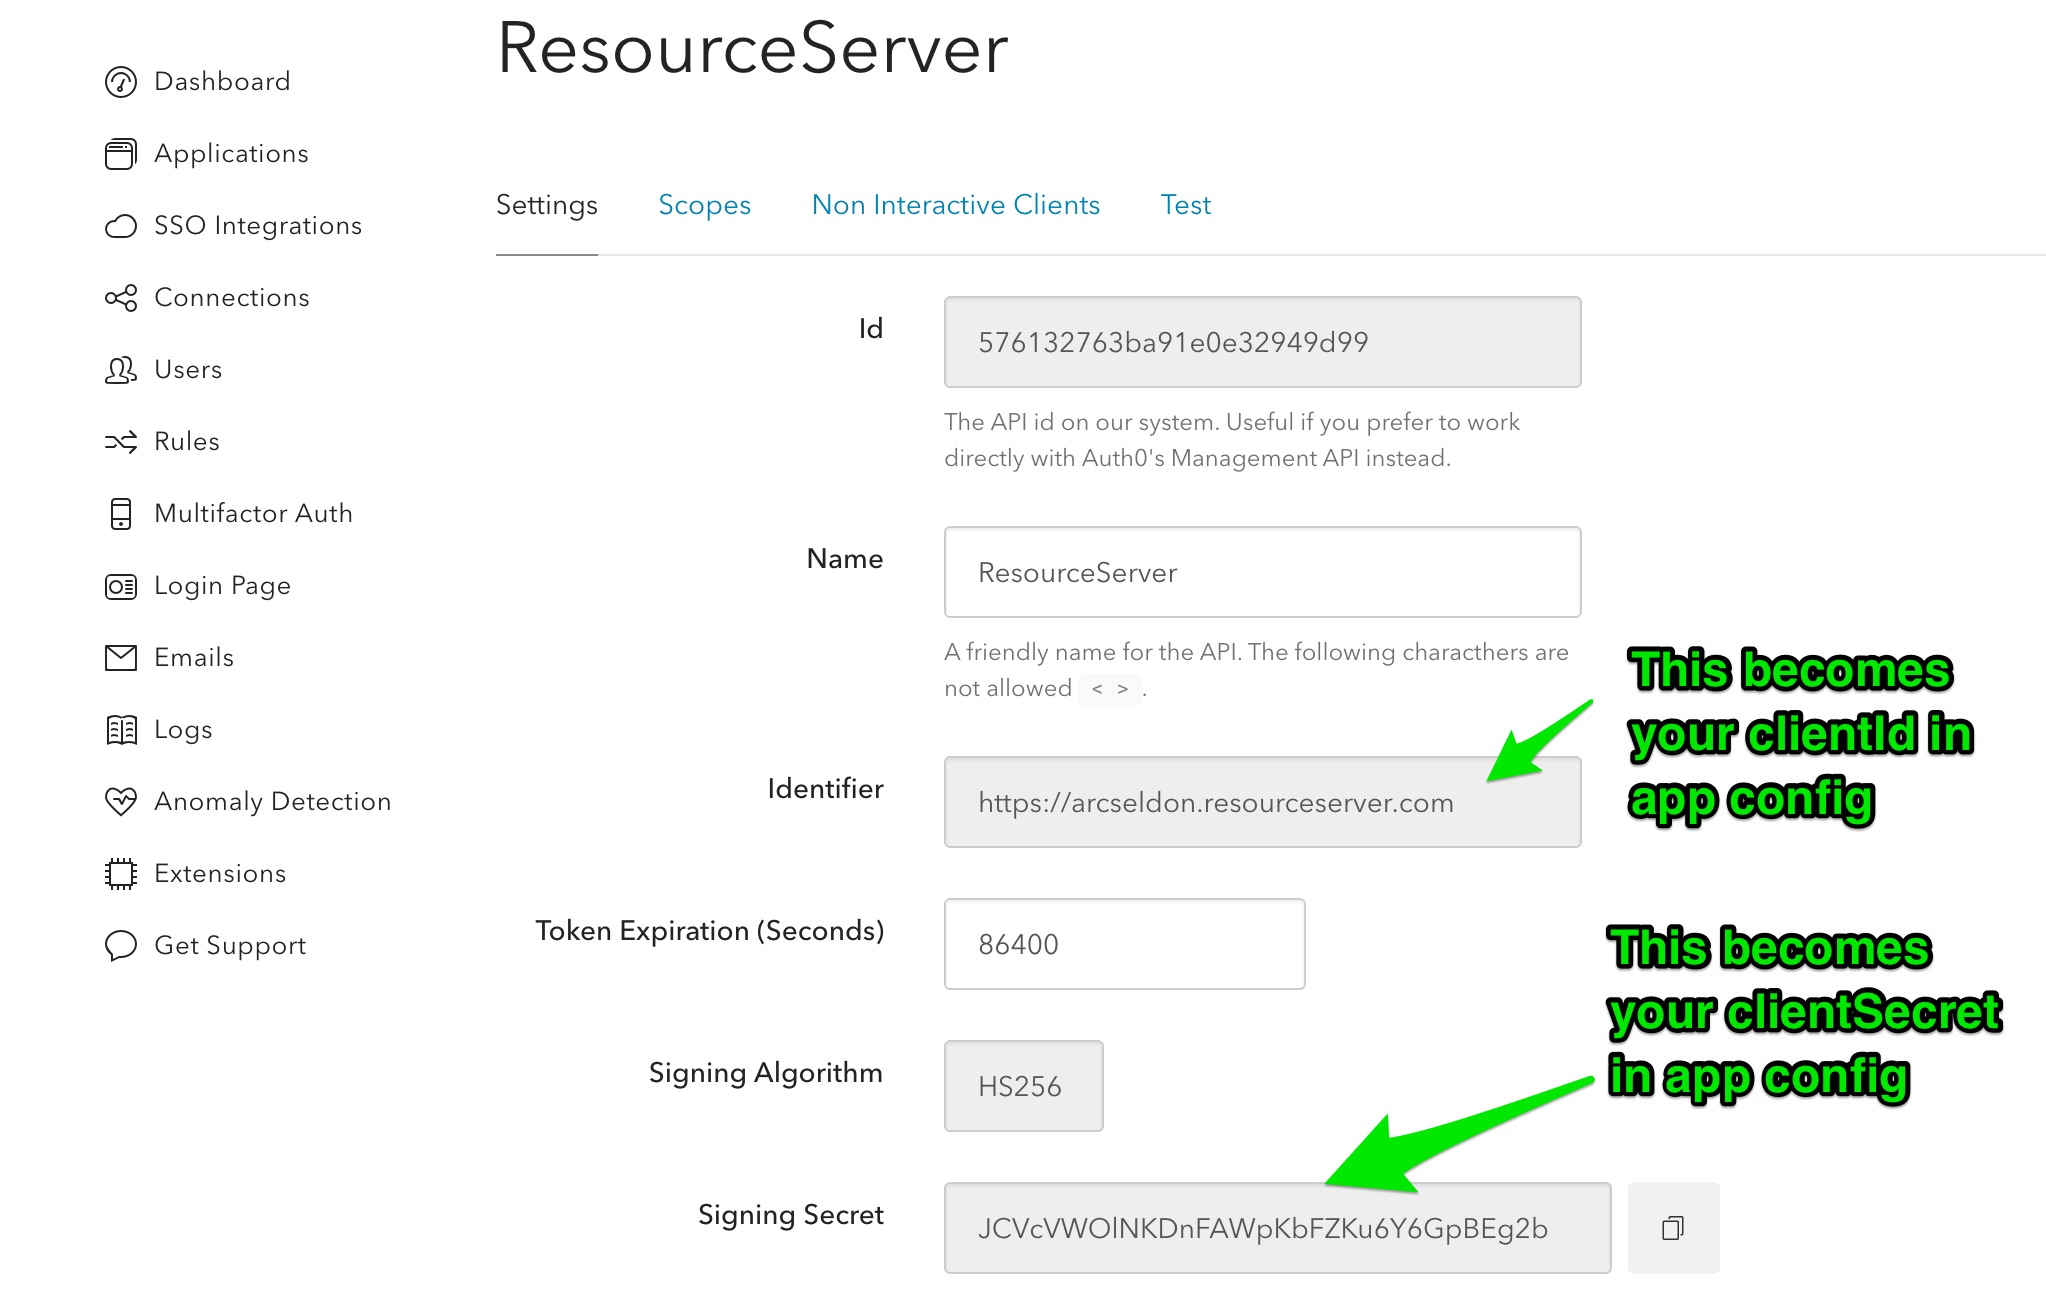 ResourceServer
Dashboard
Applications
SSO Integrations
Connections
Users
Rules
Multifactor Auth
Login Page
Emails
Logs
Anomaly Detection
Extensions
Get Support
Settings Scopes Non Interactive Clients Test
Id
576132763ba91e0e32949d99
The API id on our system. Useful if you prefer to work
directly with Auth0's Management API instead.
Name
ResourceServer
A friendly name for the API. The following characthers are
not allowed < > .
Identifier
https://arcseldon.resourceserver.com
This becomes
your clientId in
app config
Token Expiration (Seconds)
86400
Signing Algorithm
HS256
This becomes
your clientSecret
in app config
Signing Secret
JCVcVWOlNKDnFAWpKbFZKu6Y6GpBEg2b